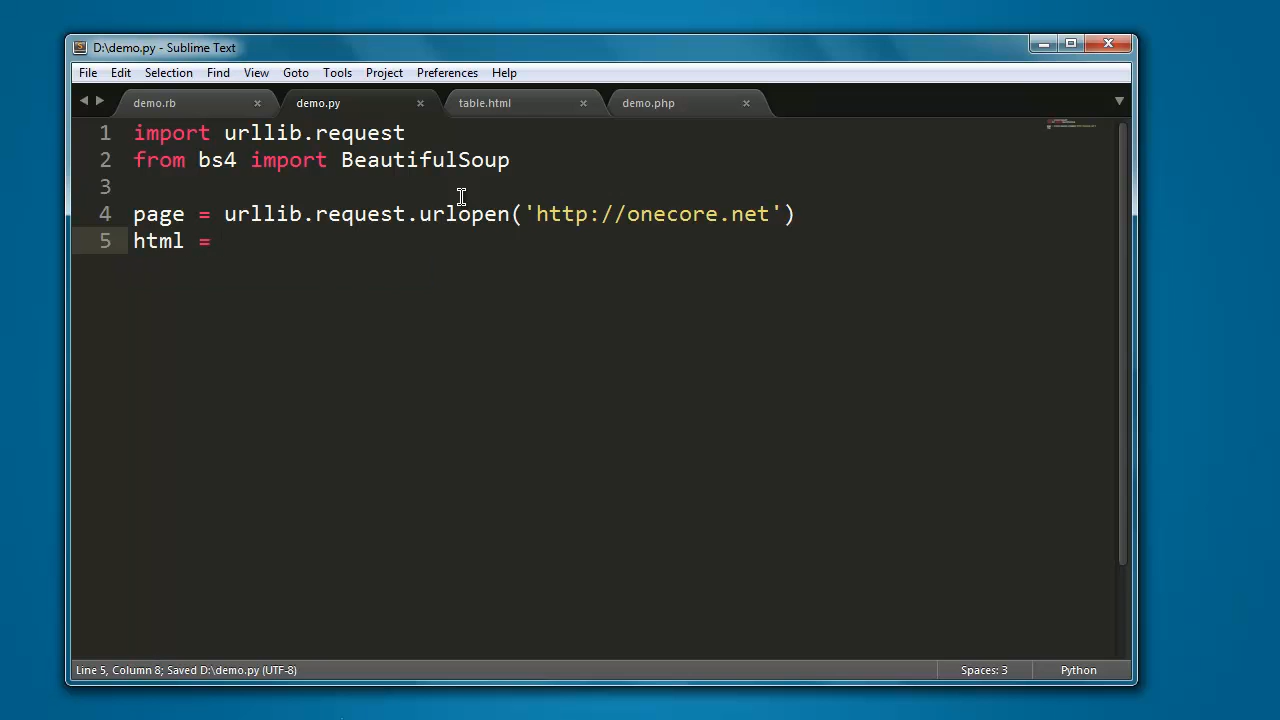 D:\demo.py - Sublime Text
File Edit Selection Find View Goto Tools Project Preferences Help
demo.rb demo.py table.html demo.php
1 import urllib.request
2 from bs4 import BeautifulSoup
3
4 page = urllib.request.urlopen('http://onecore.net')
5 html =
Line 5, Column 8; Saved D:\demo.py (UTF-8) Spaces: 3 Python